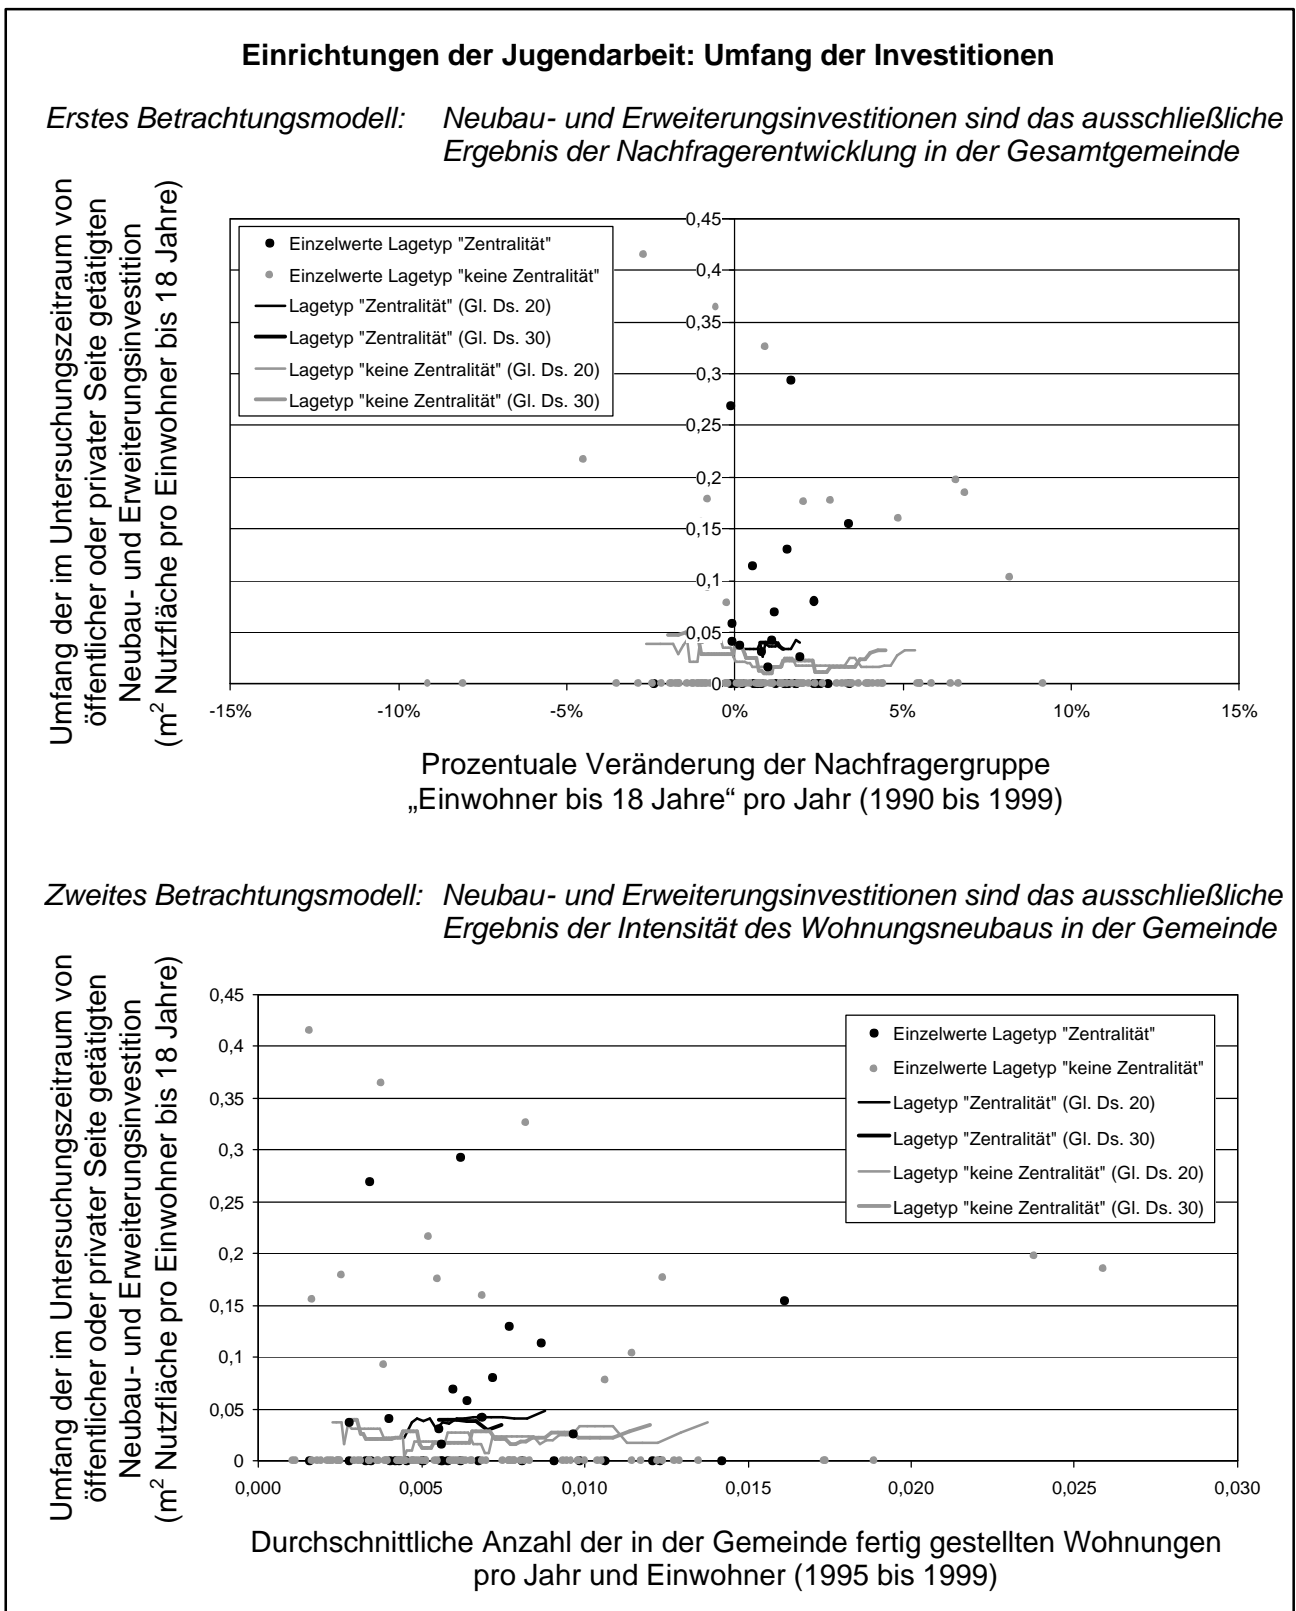 Einrichtungen der Jugendarbeit: Umfang der Investitionen
Erstes Betrachtungsmodell: Neubau- und Erweiterungsinvestitionen sind das ausschließliche
Ergebnis der Nachfragerentwicklung in der Gesamtgemeinde
Umfang der im Untersuchungszeitraum von
öffentlicher oder privater Seite getätigten
Neubau- und Erweiterungsinvestition
(m² Nutzfläche pro Einwohner bis 18 Jahre)
Einzelwerte Lagetyp "Zentralität"
Einzelwerte Lagetyp "keine Zentralität"
Lagetyp "Zentralität" (Gl. Ds. 20)
Lagetyp "Zentralität" (Gl. Ds. 30)
Lagetyp "keine Zentralität" (Gl. Ds. 20)
Lagetyp "keine Zentralität" (Gl. Ds. 30)
0,45
0,4
0,35
0,3
0,25
0,2
0,15
0,1
0,05
0
-15% -10% -5% 0% 5% 10% 15%
Prozentuale Veränderung der Nachfragergruppe
„Einwohner bis 18 Jahre“ pro Jahr (1990 bis 1999)
Zweites Betrachtungsmodell: Neubau- und Erweiterungsinvestitionen sind das ausschließliche
Ergebnis der Intensität des Wohnungsneubaus in der Gemeinde
Umfang der im Untersuchungszeitraum von
öffentlicher oder privater Seite getätigten
Neubau- und Erweiterungsinvestition
(m² Nutzfläche pro Einwohner bis 18 Jahre)
0,45
0,4
0,35
0,3
0,25
0,2
0,15
0,1
0,05
0
Einzelwerte Lagetyp "Zentralität"
Einzelwerte Lagetyp "keine Zentralität"
Lagetyp "Zentralität" (Gl. Ds. 20)
Lagetyp "Zentralität" (Gl. Ds. 30)
Lagetyp "keine Zentralität" (Gl. Ds. 20)
Lagetyp "keine Zentralität" (Gl. Ds. 30)
0,000 0,005 0,010 0,015 0,020 0,025 0,030
Durchschnittliche Anzahl der in der Gemeinde fertig gestellten Wohnungen
pro Jahr und Einwohner (1995 bis 1999)